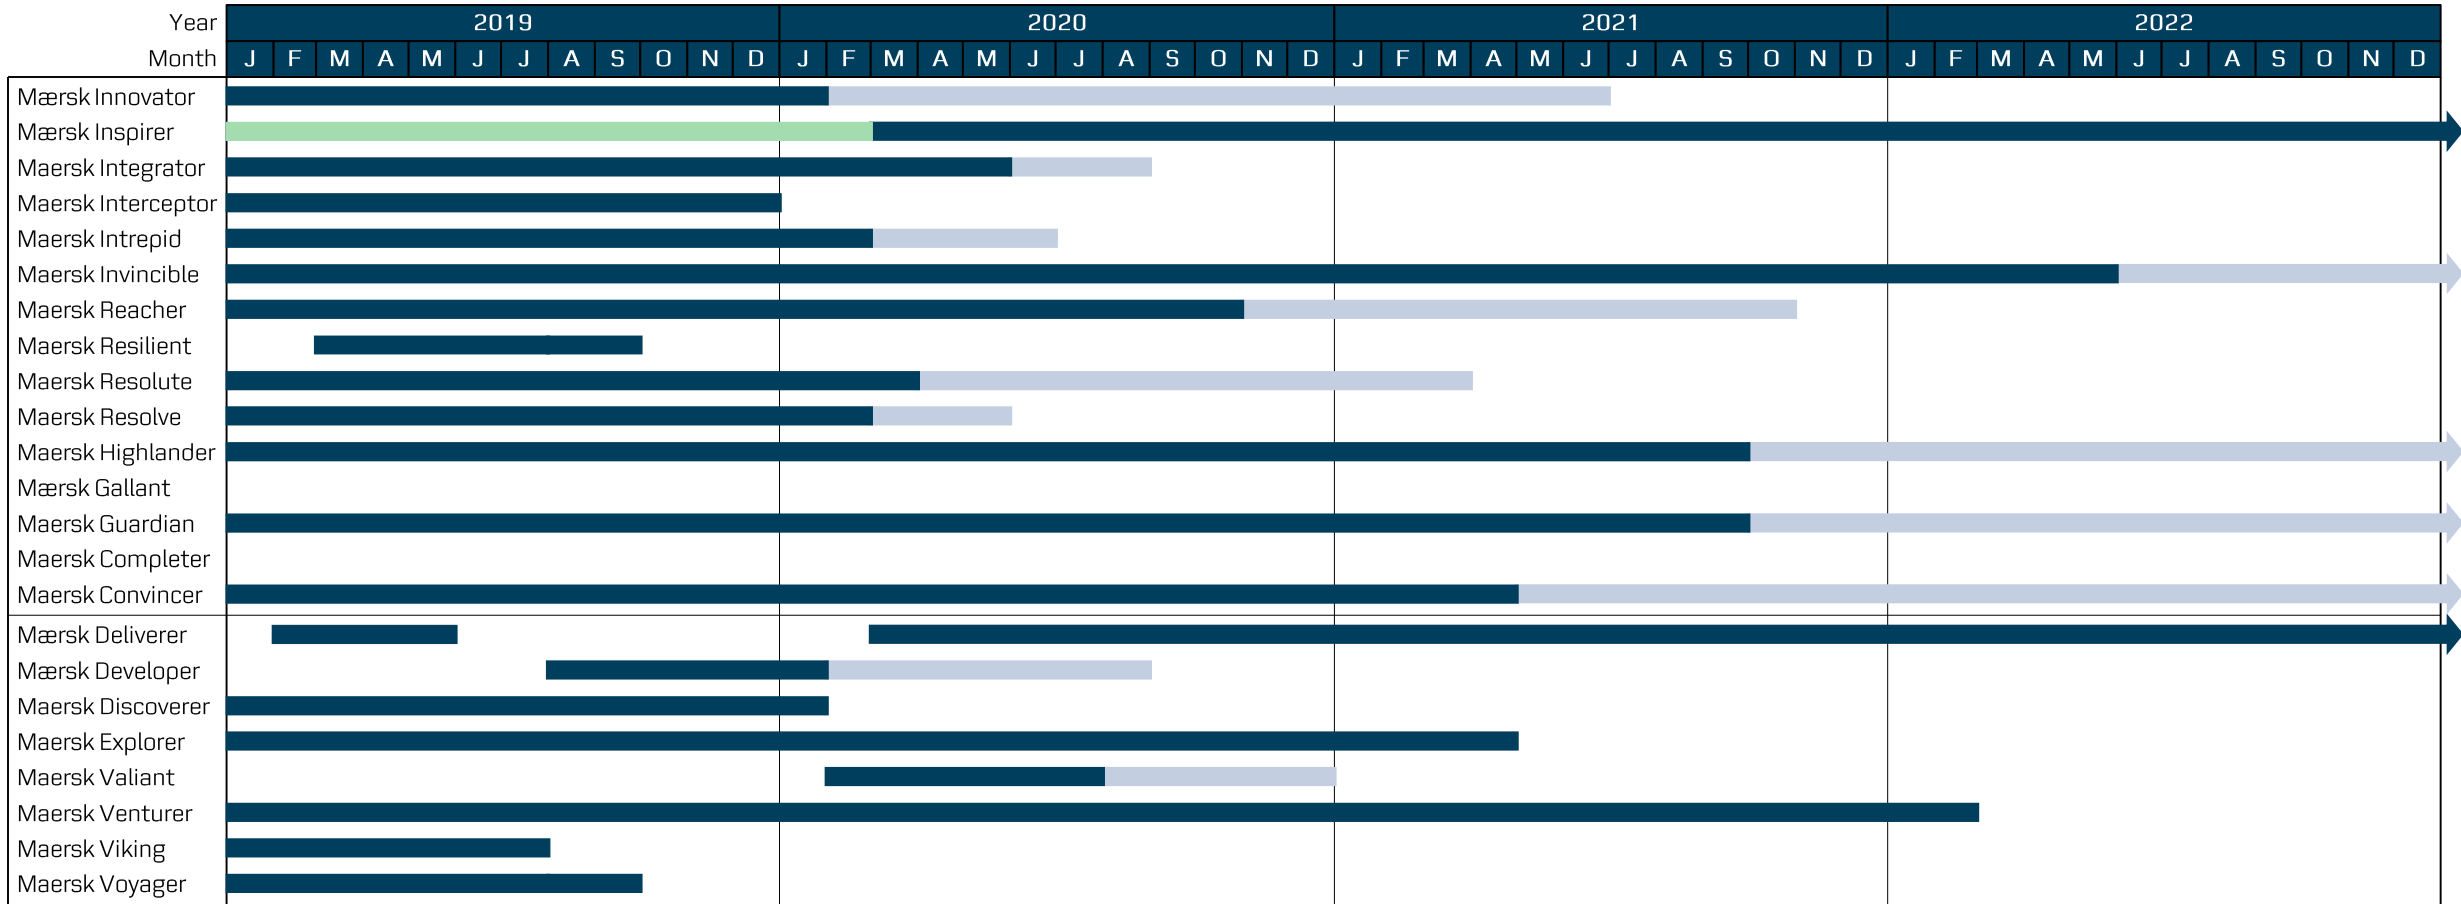 Year 2019 2020 2021 2022
Month J F M A M J J A S O N D J F M A M J J A S O N D J F M A M J J A S O N D J F M A M J J A S O N D
Mærsk Innovator
Mærsk Inspirer
Maersk Integrator
Maersk Interceptor
Maersk Intrepid
Maersk Invincible
Maersk Reacher
Maersk Resilient
Maersk Resolute
Maersk Resolve
Maersk Highlander
Mærsk Gallant
Maersk Guardian
Maersk Completer
Maersk Convincer
Mærsk Deliverer
Mærsk Developer
Maersk Discoverer
Maersk Explorer
Maersk Valiant
Maersk Venturer
Maersk Viking
Maersk Voyager